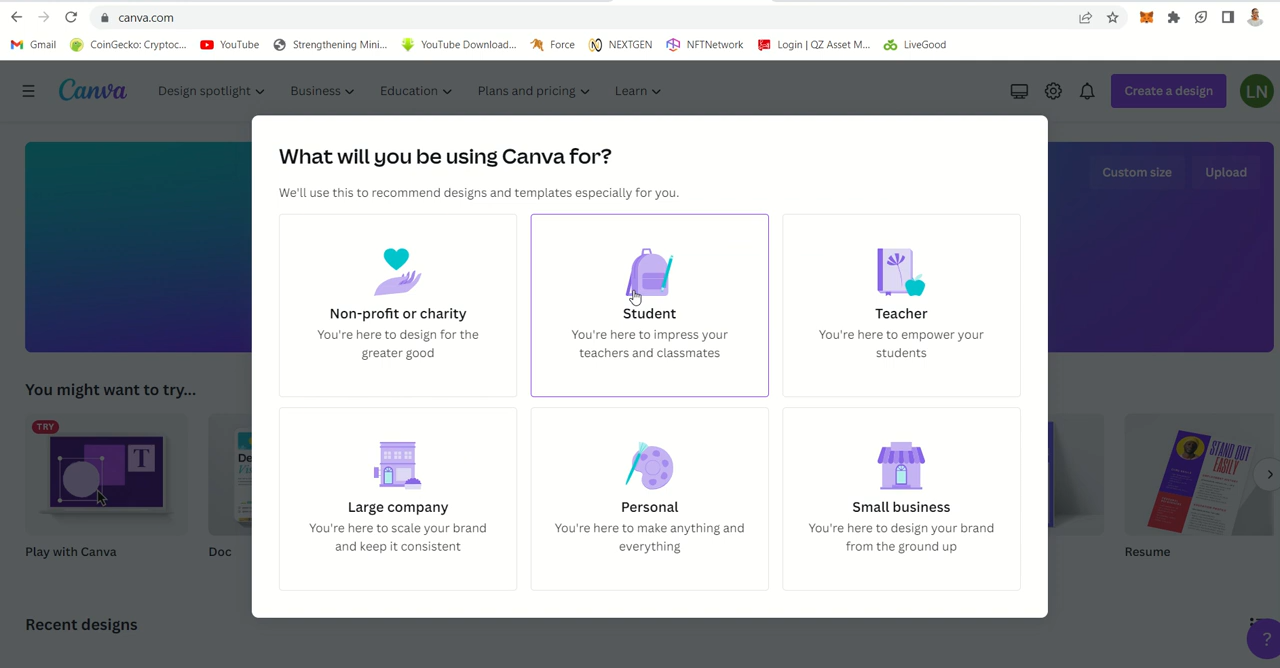 canva.com
Gmail
CoinGecko: Cryptoc...
YouTube
Strengthening Mini...
YouTube Download...
Force
NEXTGEN
NFTNetwork
Login | QZ Asset M...
LiveGood
Canva
Design spotlight
Business
Education
Plans and pricing
Learn
Create a design
LN
What will you be using Canva for?
We'll use this to recommend designs and templates especially for you.
Custom size
Upload
Non-profit or charity
You're here to design for the
greater good
Student
You're here to impress your
teachers and classmates
Teacher
You're here to empower your
students
You might want to try...
TRY
T
De
STAND OUT
EASILY
Large company
You're here to scale your brand
and keep it consistent
Personal
You're here to make anything and
everything
Small business
You're here to design your brand
from the ground up
Play with Canva
Doc
Resume
Recent designs
?